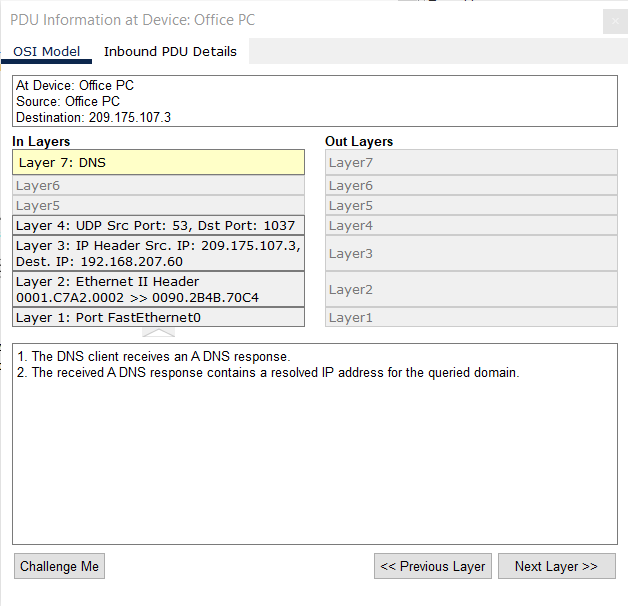 PDU Information at Device: Office PC
OSI Model Inbound PDU Details
At Device: Office PC
Source: Office PC
Destination: 209.175.107.3
In Layers
Layer 7: DNS
Layer6
Layer5
Layer 4: UDP Src Port: 53, Dst Port: 1037
Layer 3: IP Header Src. IP: 209.175.107.3,
Dest. IP: 192.168.207.60
Layer 2: Ethernet II Header
0001.C7A2.0002 >> 0090.2B4B.70C4
Layer 1: Port FastEthernet0
Out Layers
Layer7
Layer6
Layer5
Layer4
Layer3
Layer2
Layer1
1. The DNS client receives an A DNS response.
2. The received A DNS response contains a resolved IP address for the queried domain.
Challenge Me
<< Previous Layer
Next Layer >>